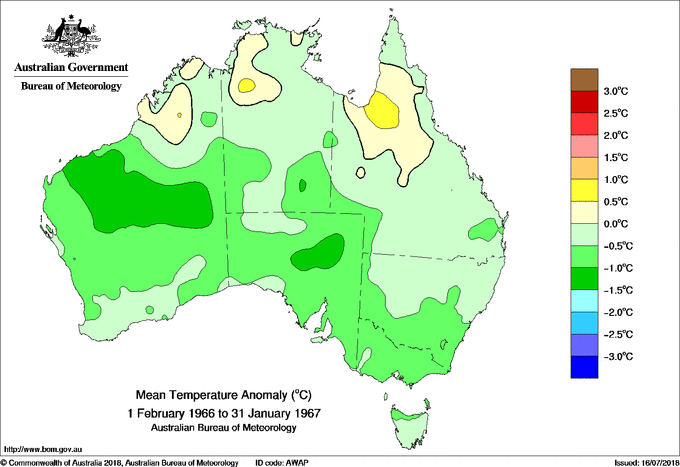 Australian Government
Bureau of Meteorology
3.0°C
2.5°C
2.0°C
1.5°C
1.0°C
0.5°C
0.0°C
−0.5°C
−1.0°C
−1.5°C
−2.0°C
−2.5°C
−3.0°C
Mean Temperature Anomaly (°C)
1 February 1966 to 31 January 1967
Australian Bureau of Meteorology
http://www.bom.gov.au
© Commonwealth of Australia 2018, Australian Bureau of Meteorology ID code: AWAP Issued: 16/07/2018